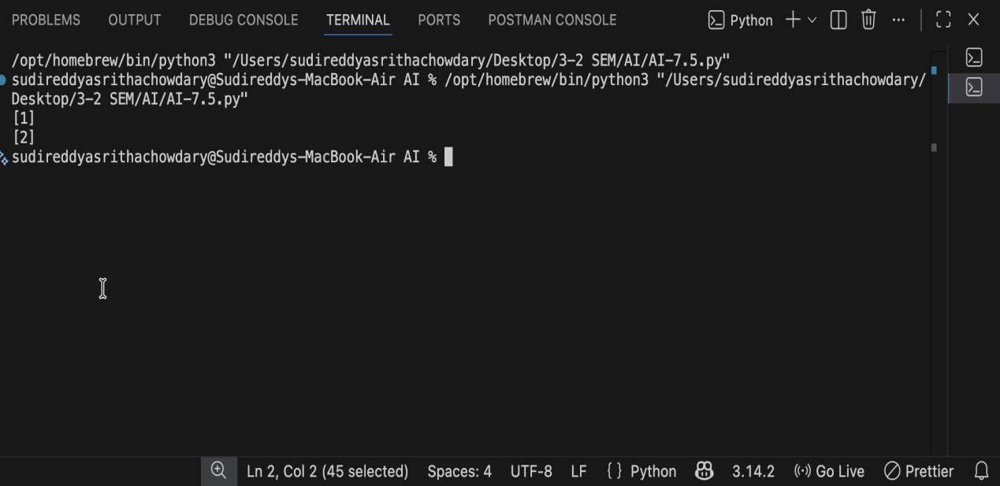 PROBLEMS OUTPUT DEBUG CONSOLE TERMINAL PORTS POSTMAN CONSOLE Python
/opt/homebrew/bin/python3 "/Users/sudireddyasrithachowdary/Desktop/3-2 SEM/AI/AI-7.5.py"
sudireddyasrithachowdary@Sudireddys-MacBook-Air AI % /opt/homebrew/bin/python3 "/Users/sudireddyasrithachowdary/
Desktop/3-2 SEM/AI/AI-7.5.py"
[1]
[2]
sudireddyasrithachowdary@Sudireddys-MacBook-Air AI %
Ln 2, Col 2 (45 selected) Spaces: 4 UTF-8 LF {} Python 3.14.2 Go Live Prettier